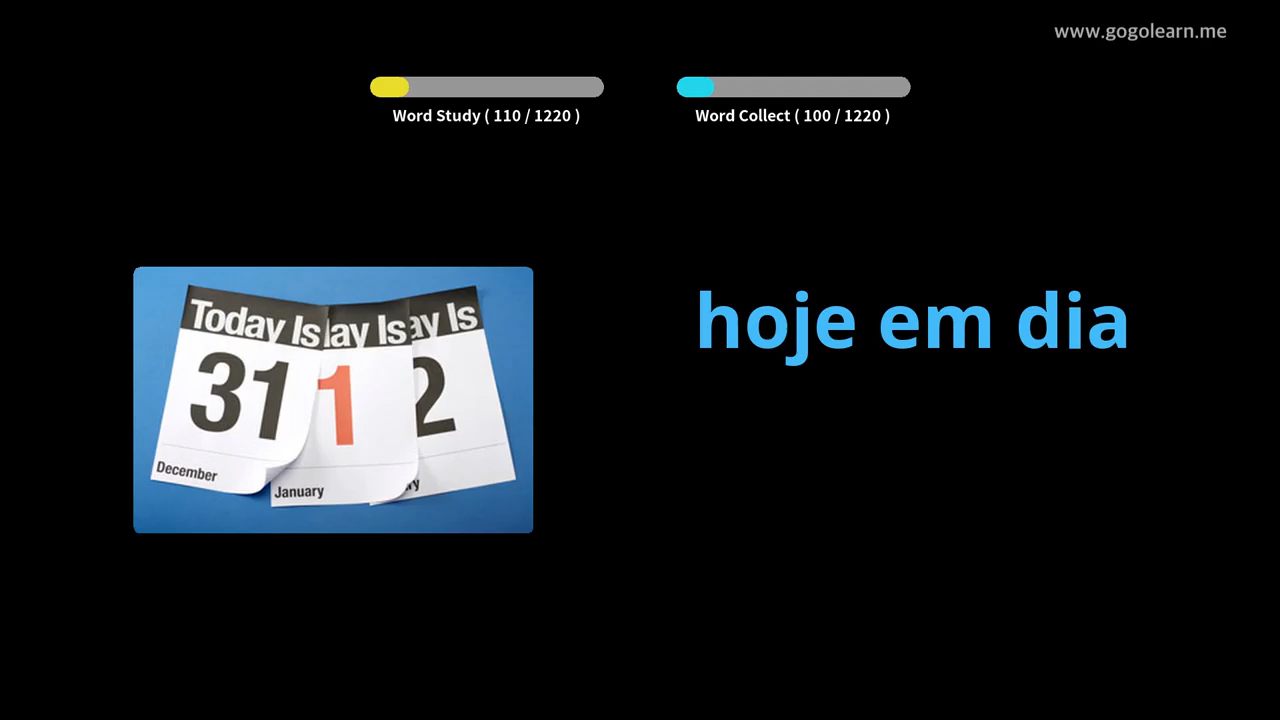 www.gogolearn.me
Word Study ( 110 / 1220 )
Word Collect ( 100 / 1220 )
hoje em dia
Today Is
31
December
ay Is
1
January
ay Is
2
ry